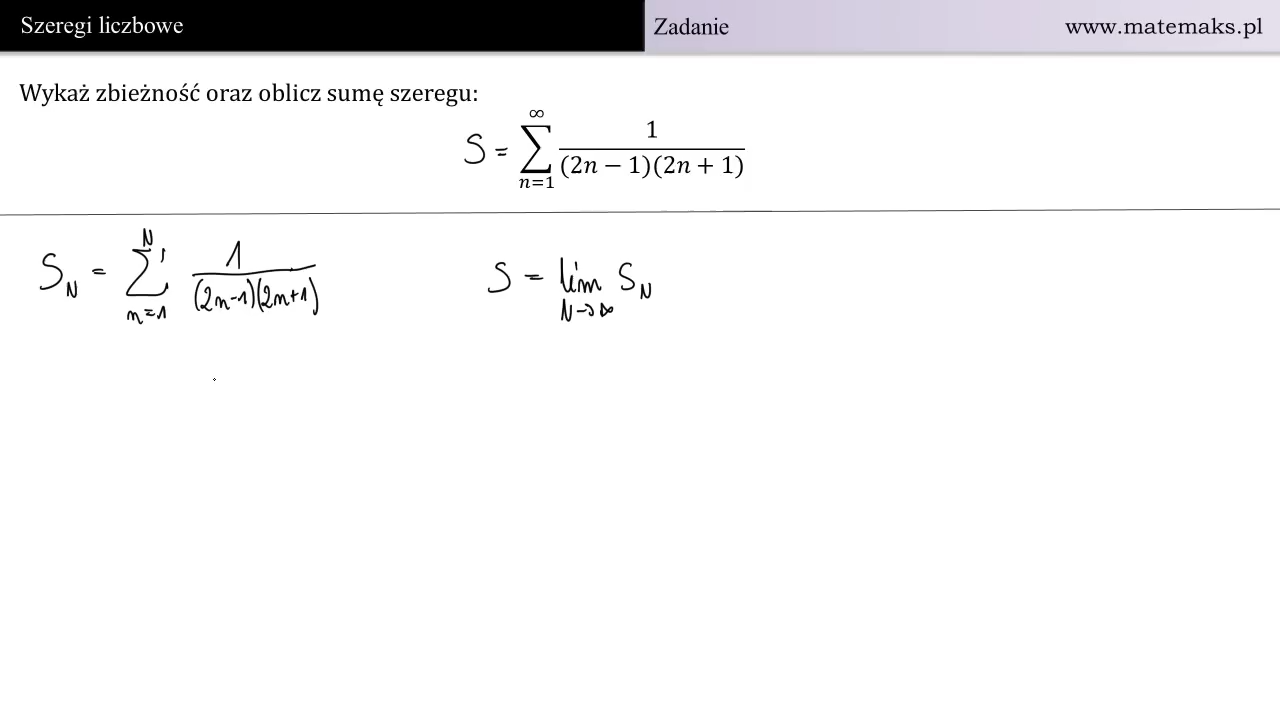 Szeregi liczbowe
Zadanie
www.matemaks.pl
Wykaż zbieżność oraz oblicz sumę szeregu:
S = ∑_{n=1}^{∞} 1/((2n − 1)(2n + 1))
S_N = ∑_{n=1}^{N} 1/((2n-1)(2n+1))
S = lim_{N→∞} S_N